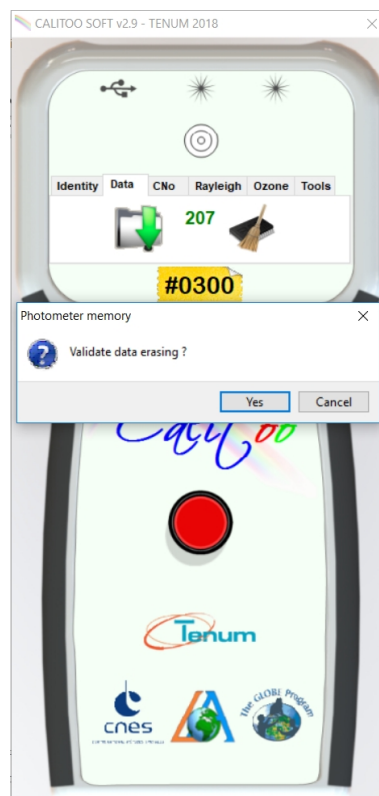 CALITOO SOFT v2.9 - TENUM 2018
Identity Data CNo Rayleigh Ozone Tools
207
#0300
Photometer memory
Validate data erasing ?
Yes Cancel
Calitoo
Tenum
cnes
The GLOBE Program